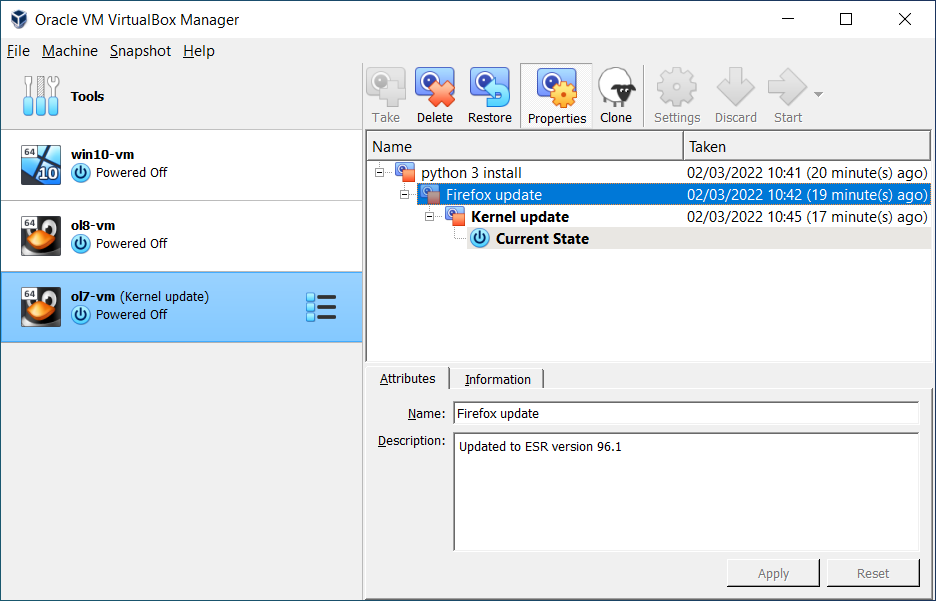 Oracle VM VirtualBox Manager
File Machine Snapshot Help
Tools
64
10
win10-vm
Powered Off
64
ol8-vm
Powered Off
64
ol7-vm (Kernel update)
Powered Off
Take Delete Restore Properties Clone Settings Discard Start
Name Taken
python 3 install 02/03/2022 10:41 (20 minute(s) ago)
Firefox update 02/03/2022 10:42 (19 minute(s) ago)
Kernel update 02/03/2022 10:45 (17 minute(s) ago)
Current State
Attributes Information
Name: Firefox update
Description: Updated to ESR version 96.1
Apply Reset